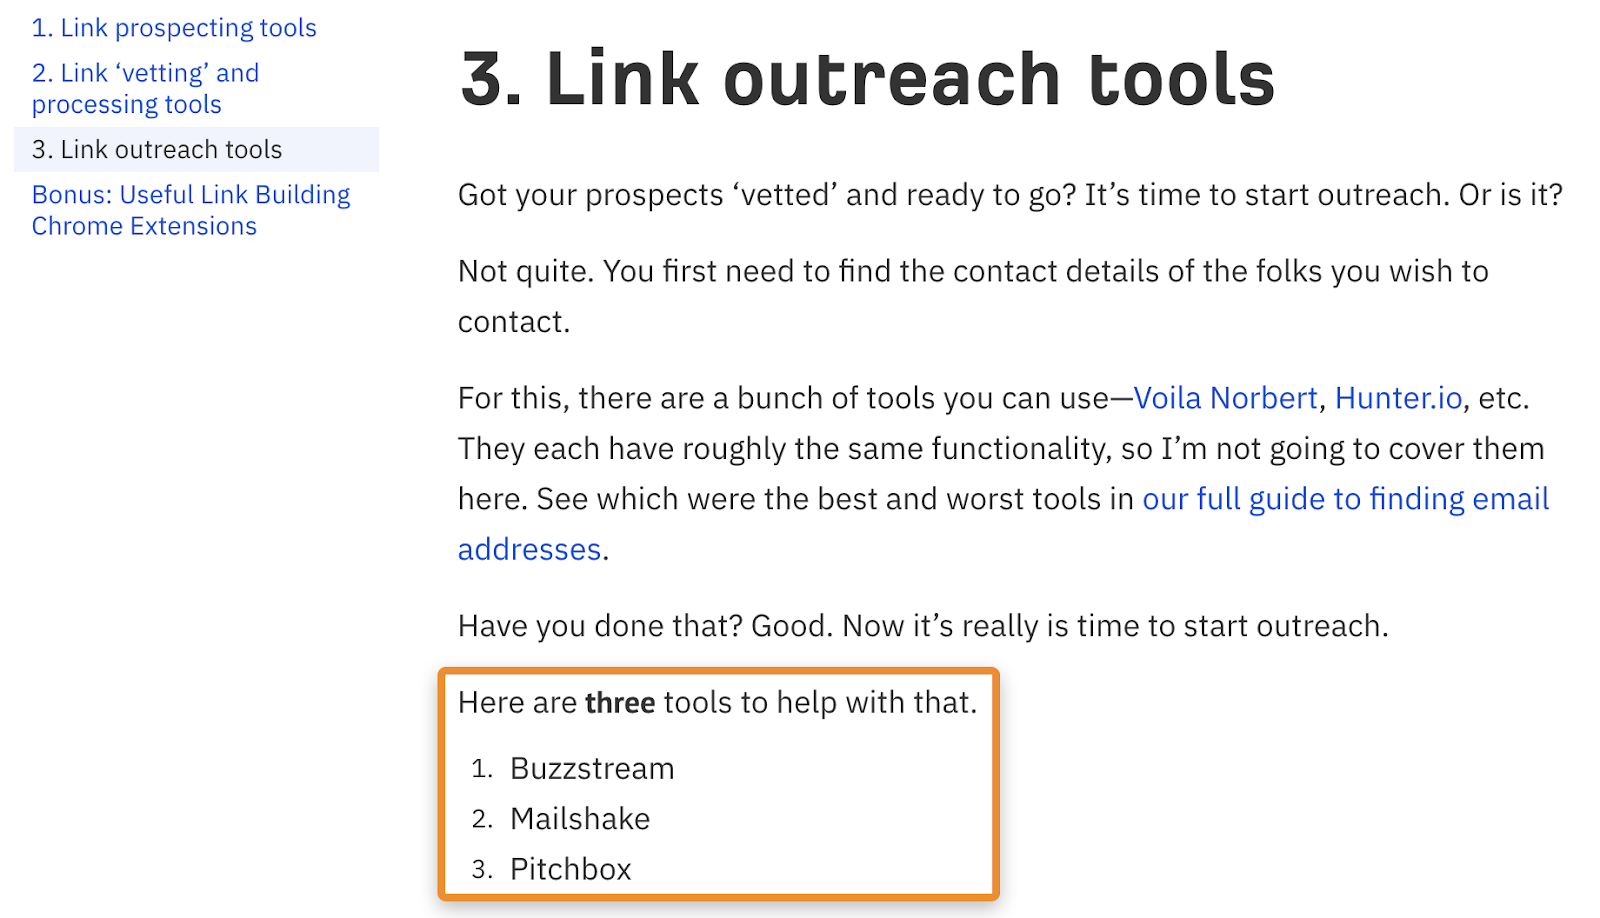 1. Link prospecting tools
2. Link ‘vetting’ and
processing tools
3. Link outreach tools
Bonus: Useful Link Building
Chrome Extensions
3. Link outreach tools
Got your prospects ‘vetted’ and ready to go? It’s time to start outreach. Or is it?
Not quite. You first need to find the contact details of the folks you wish to
contact.
For this, there are a bunch of tools you can use—Voila Norbert, Hunter.io, etc.
They each have roughly the same functionality, so I’m not going to cover them
here. See which were the best and worst tools in our full guide to finding email
addresses.
Have you done that? Good. Now it’s really is time to start outreach.
Here are three tools to help with that.
1. Buzzstream
2. Mailshake
3. Pitchbox